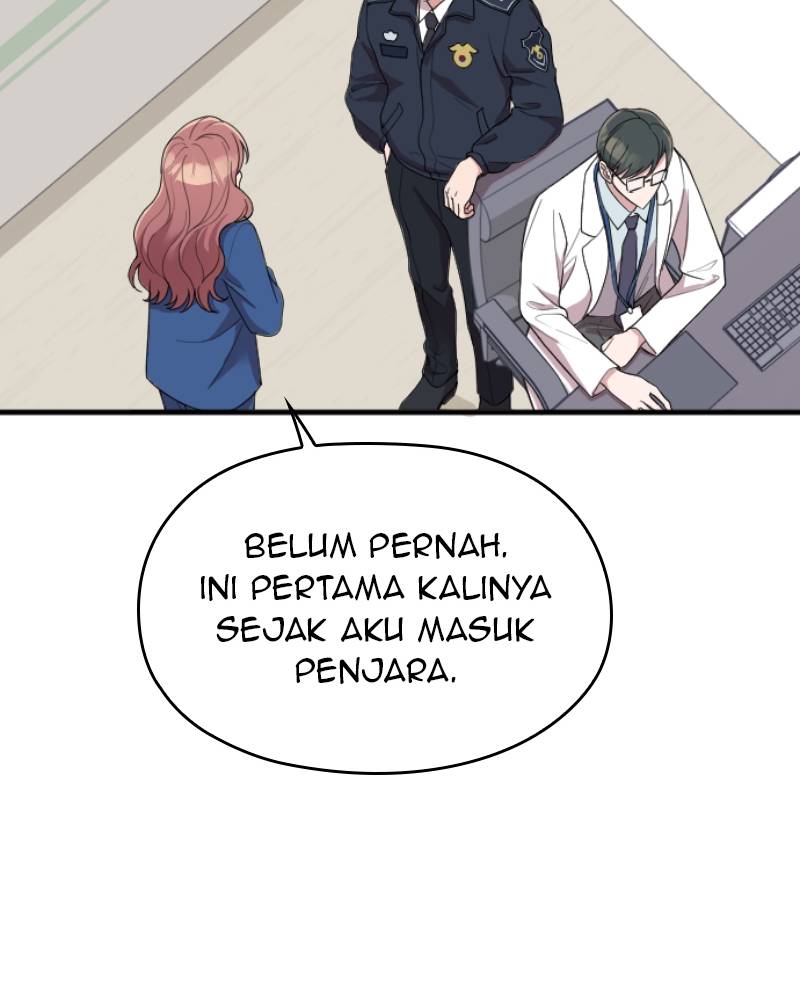 BELUM PERNAH.
INI PERTAMA KALINYA
SEJAK AKU MASUK
PENJARA.